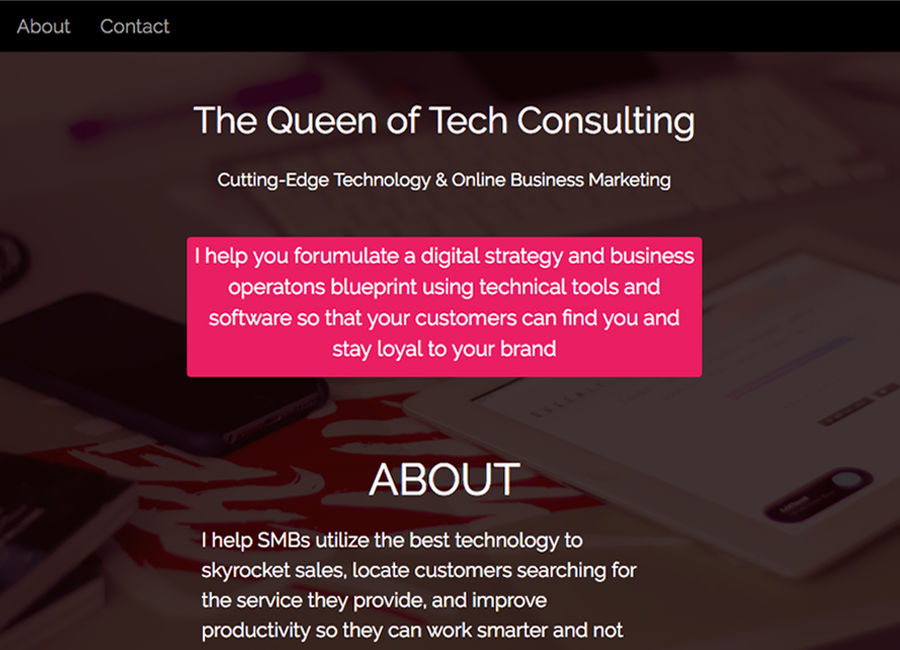 About Contact
The Queen of Tech Consulting
Cutting-Edge Technology & Online Business Marketing
I help you forumulate a digital strategy and business
operatons blueprint using technical tools and
software so that your customers can find you and
stay loyal to your brand
ABOUT
I help SMBs utilize the best technology to
skyrocket sales, locate customers searching for
the service they provide, and improve
productivity so they can work smarter and not